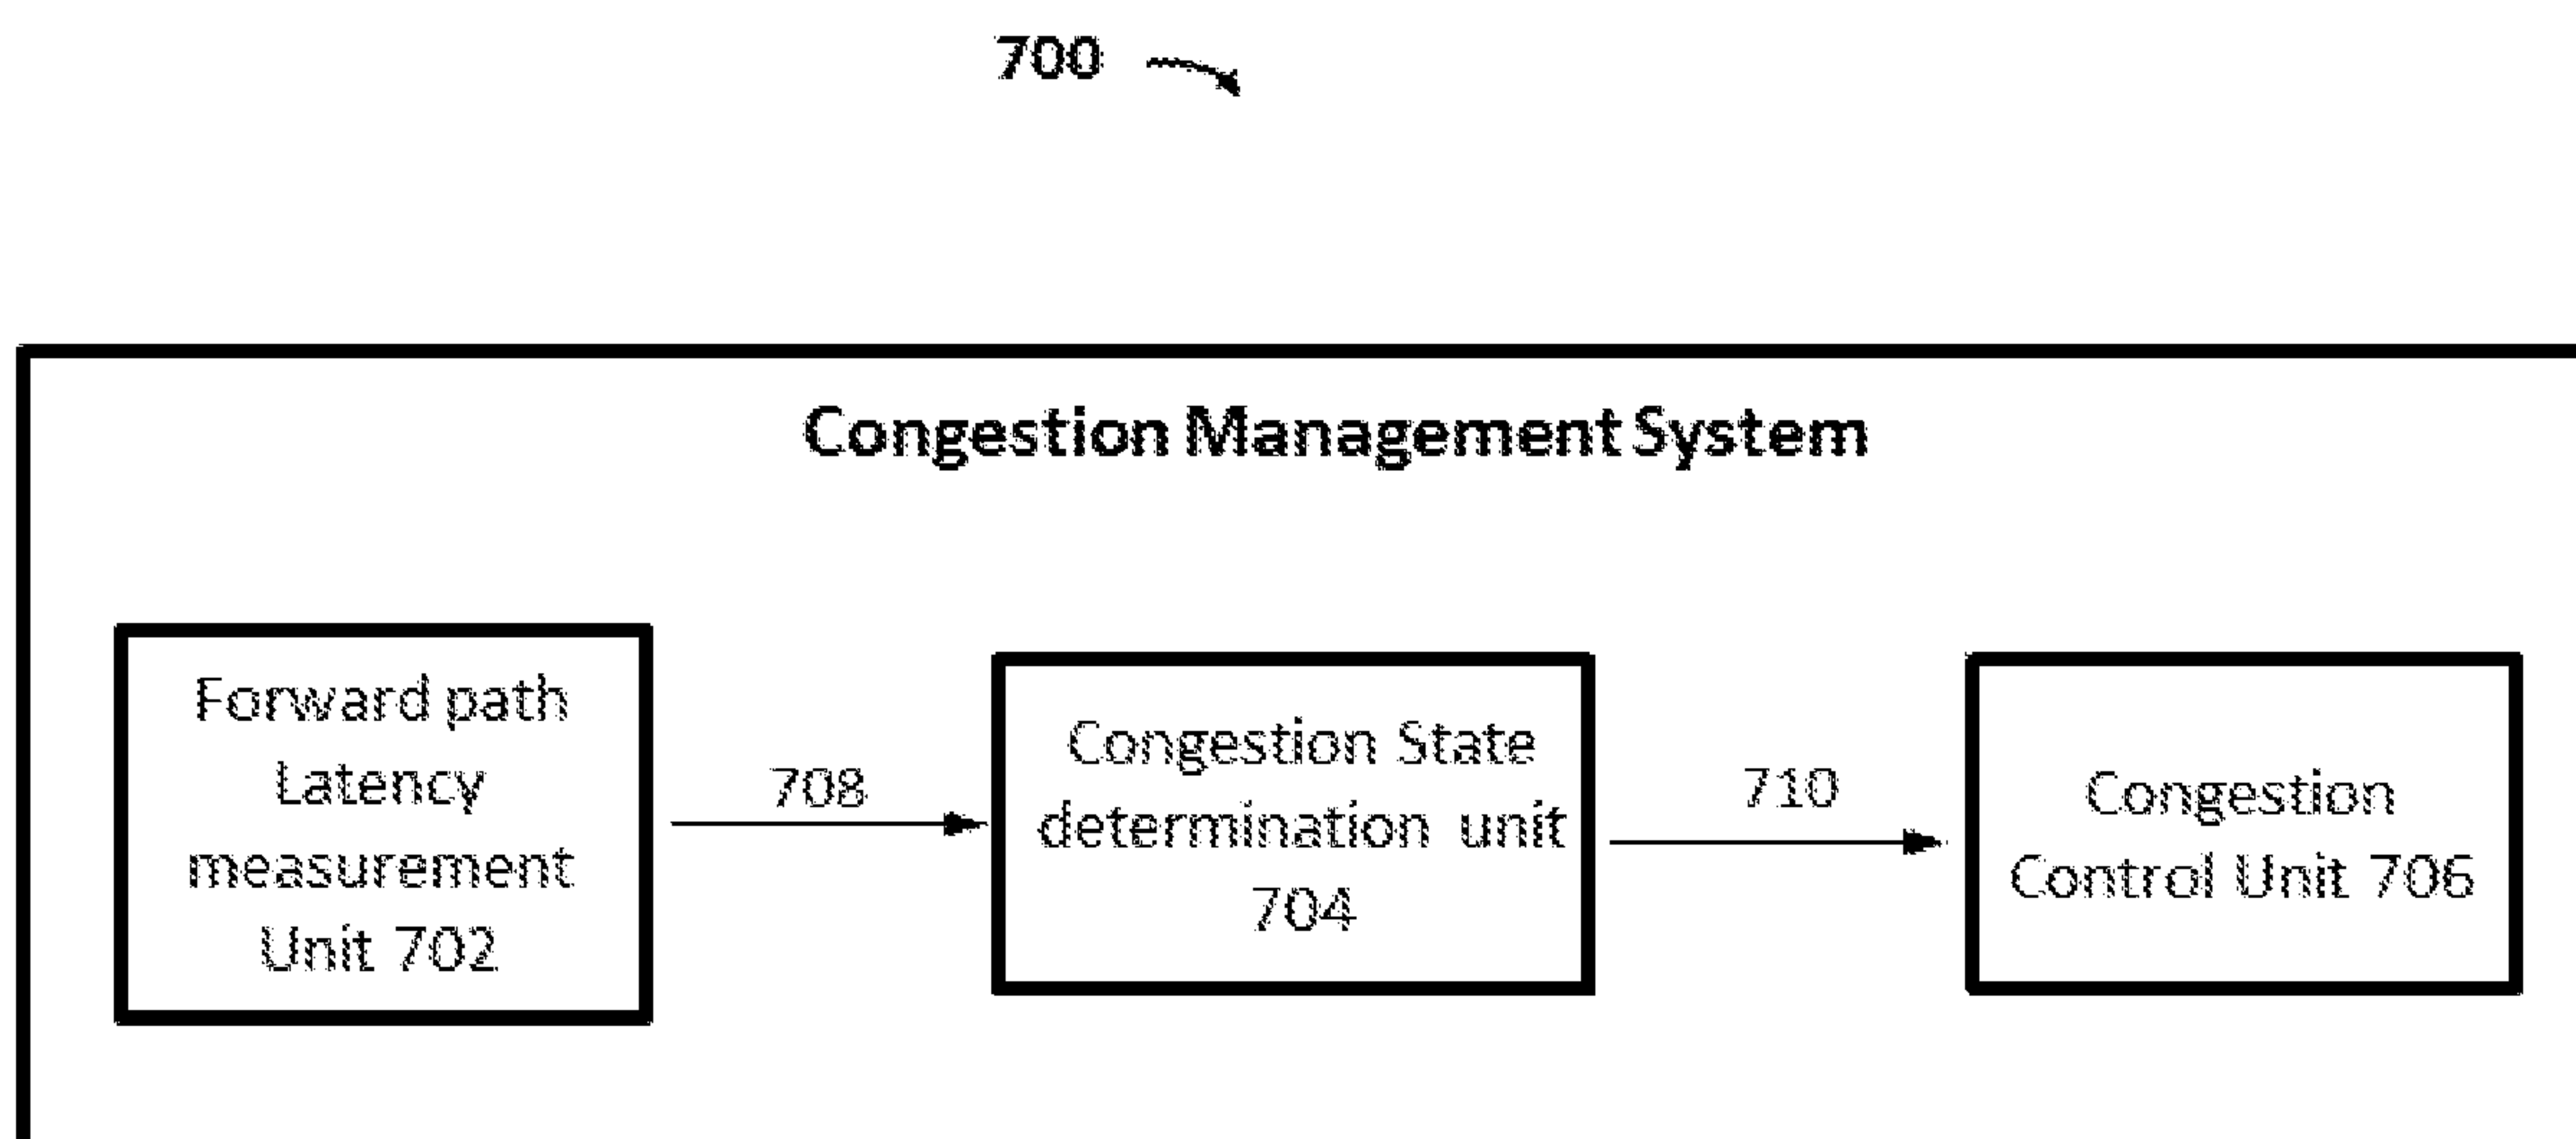 700
Congestion Management System
Forward path
Latency
measurement
Unit 702
708
Congestion State
determination unit
704
710
Congestion
Control Unit 706